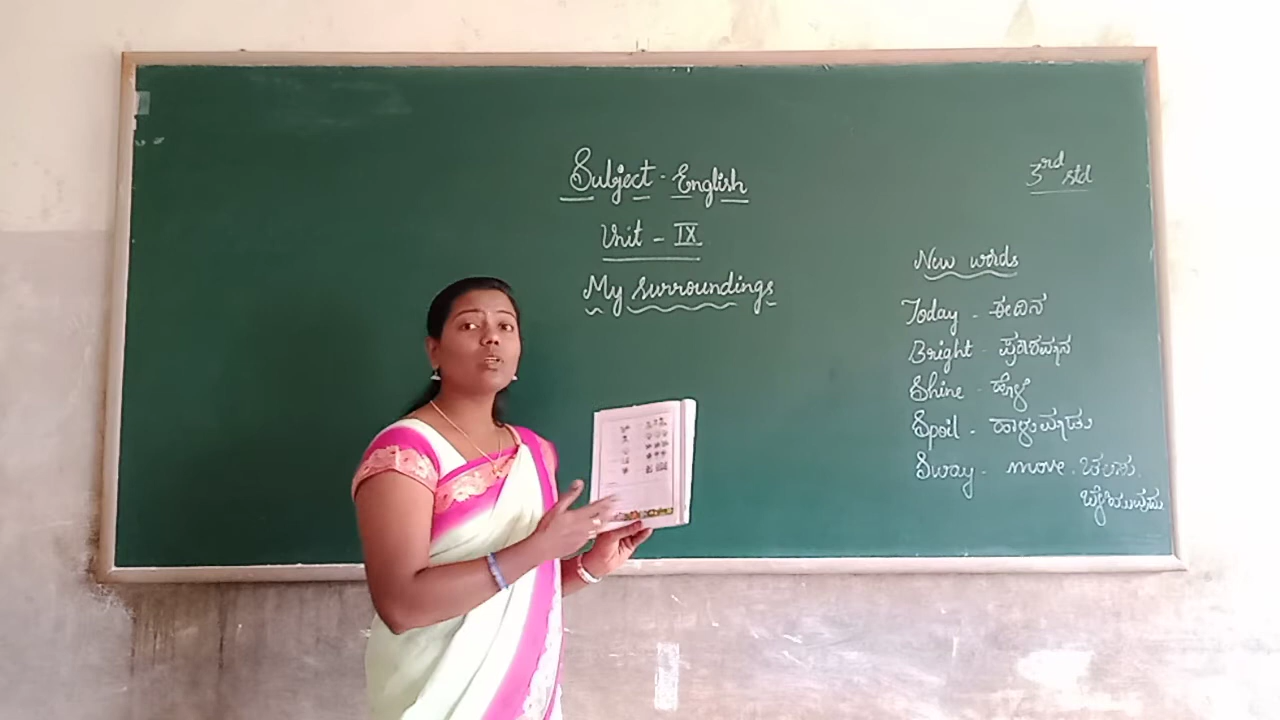 Subject - English
Unit - IX
My surroundings
3rd std
New words
Today - ಈದಿನ
Bright - ಪ್ರಕಾಶಮಾನ
Shine - ಹೊಳೆ
Spoil - ಹಾಳುಮಾಡು
Sway - move.